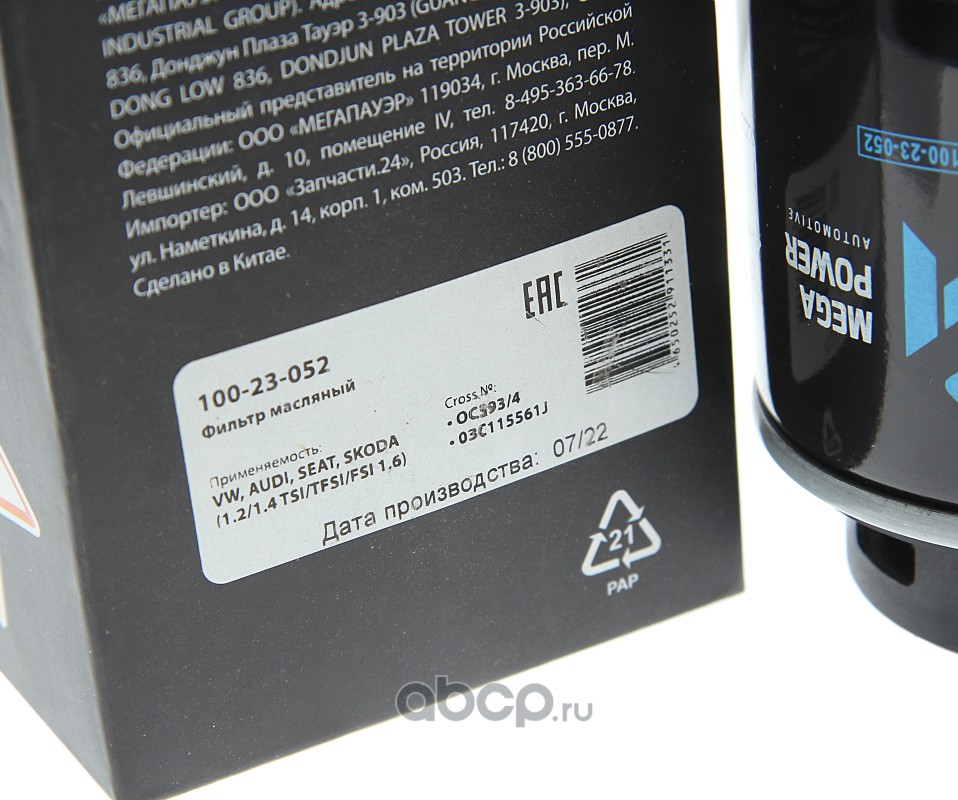 «МЕГАПАУЭР
INDUSTRIAL GROUP). Адрес
836, Донджун Плаза Тауэр 3-903 (GUANG
DONG LOW 836, DONDJUN PLAZA TOWER 3-903),
Официальный представитель на территории Российской
Федерации: ООО «МЕГАПАУЭР» 119034, г. Москва, пер. М.
Левшинский, д. 10, помещение IV, тел. 8-495-363-66-78.
Импортер: ООО «Запчасти.24», Россия, 117420, г. Москва,
ул. Наметкина, д. 14, корп. 1, ком. 503. Тел.: 8 (800) 555-0877.
Сделано в Китае.
EAC
4650252911331
100-23-052
Фильтр масляный
Применяемость:
VW, AUDI, SEAT, SKODA
(1.2/1.4 TSI/TFSI/FSI 1.6)
Cross №:
• OC593/4
• 03C115561J
Дата производства: 07/22
21
PAP
100-23-052
MEGA
POWER
AUTOMOTIVE
abcp.ru